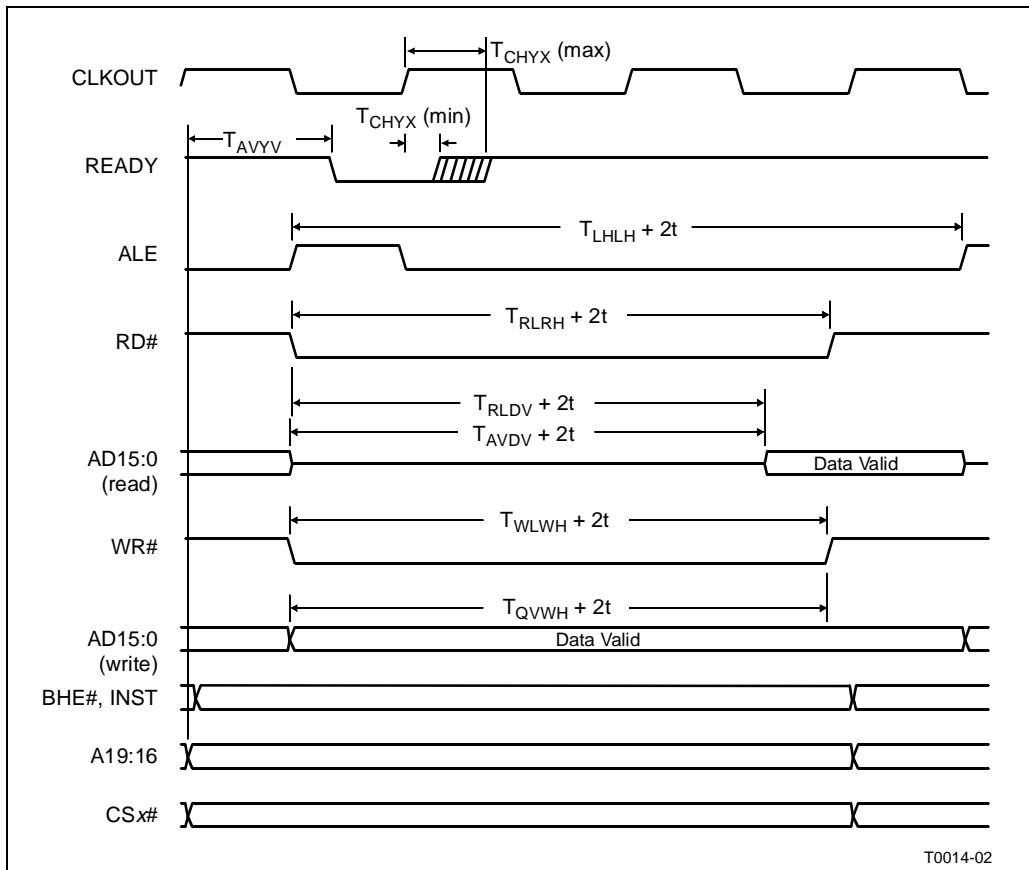 T_CHYX (max)
CLKOUT
T_CHYX (min)
T_AVYV
READY
T_LHLH + 2t
ALE
T_RLRH + 2t
RD#
T_RLDV + 2t
T_AVDV + 2t
AD15:0
(read)
Data Valid
T_WLWH + 2t
WR#
T_QVWH + 2t
AD15:0
(write)
Data Valid
BHE#, INST
A19:16
CSx#
T0014-02